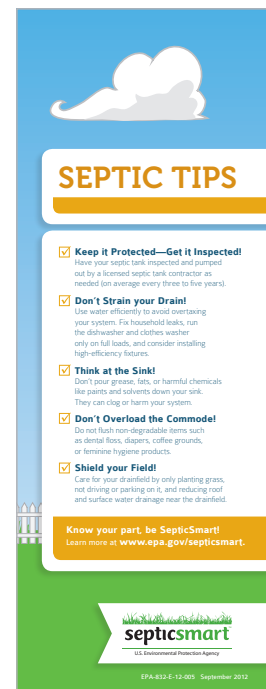 SEPTIC TIPS
Keep it Protected—Get it Inspected!
Have your septic tank inspected and pumped
out by a licensed septic tank contractor as
needed (on average every three to five years).
Don't Strain your Drain!
Use water efficiently to avoid overtaxing
your system. Fix household leaks, run
the dishwasher and clothes washer
only on full loads, and consider installing
high-efficiency fixtures.
Think at the Sink!
Don't pour grease, fats, or harmful chemicals
like paints and solvents down your sink.
They can clog or harm your system.
Don't Overload the Commode!
Do not flush non-degradable items such
as dental floss, diapers, coffee grounds,
or feminine hygiene products.
Shield your Field!
Care for your drainfield by only planting grass,
not driving or parking on it, and reducing roof
and surface water drainage near the drainfield.
Know your part, be SepticSmart!
Learn more at www.epa.gov/septicsmart.
septicsmart
U.S. Environmental Protection Agency
EPA-832-E-12-005 September 2012